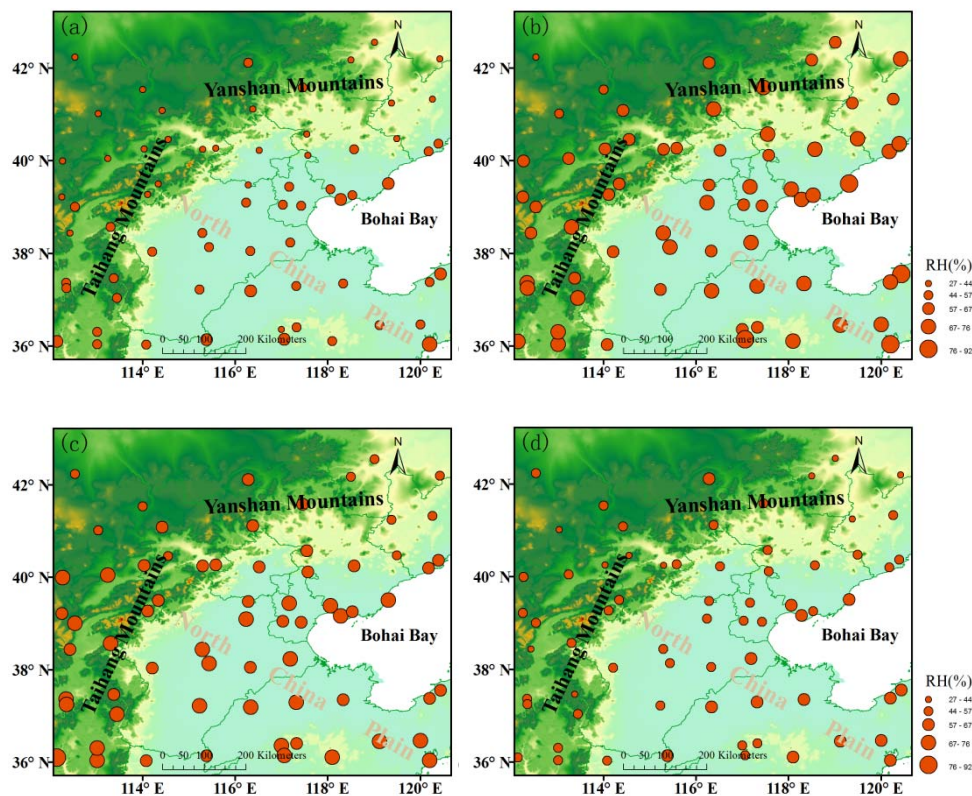 (a)
N
42° N
Yanshan Mountains
40° N
Taihang Mountains
North
Bohai Bay
38° N
China
Plain
36° N
0 50 100 200 Kilometers
114° E
116° E
118° E
120° E
(b)
N
42° N
Yanshan Mountains
40° N
Taihang Mountains
North
Bohai Bay
38° N
China
Plain
36° N
0 50 100 200 Kilometers
114° E
116° E
118° E
120° E
RH(%)
27 - 44
44 - 57
57 - 67
67- 76
76 - 92
(c)
N
42° N
Yanshan Mountains
40° N
Taihang Mountains
North
Bohai Bay
38° N
China
Plain
36° N
0 50 100 200 Kilometers
114° E
116° E
118° E
120° E
(d)
N
42° N
Yanshan Mountains
40° N
Taihang Mountains
North
Bohai Bay
38° N
China
Plain
36° N
0 50 100 200 Kilometers
114° E
116° E
118° E
120° E
RH(%)
27 - 44
44 - 57
57 - 67
67- 76
76 - 92